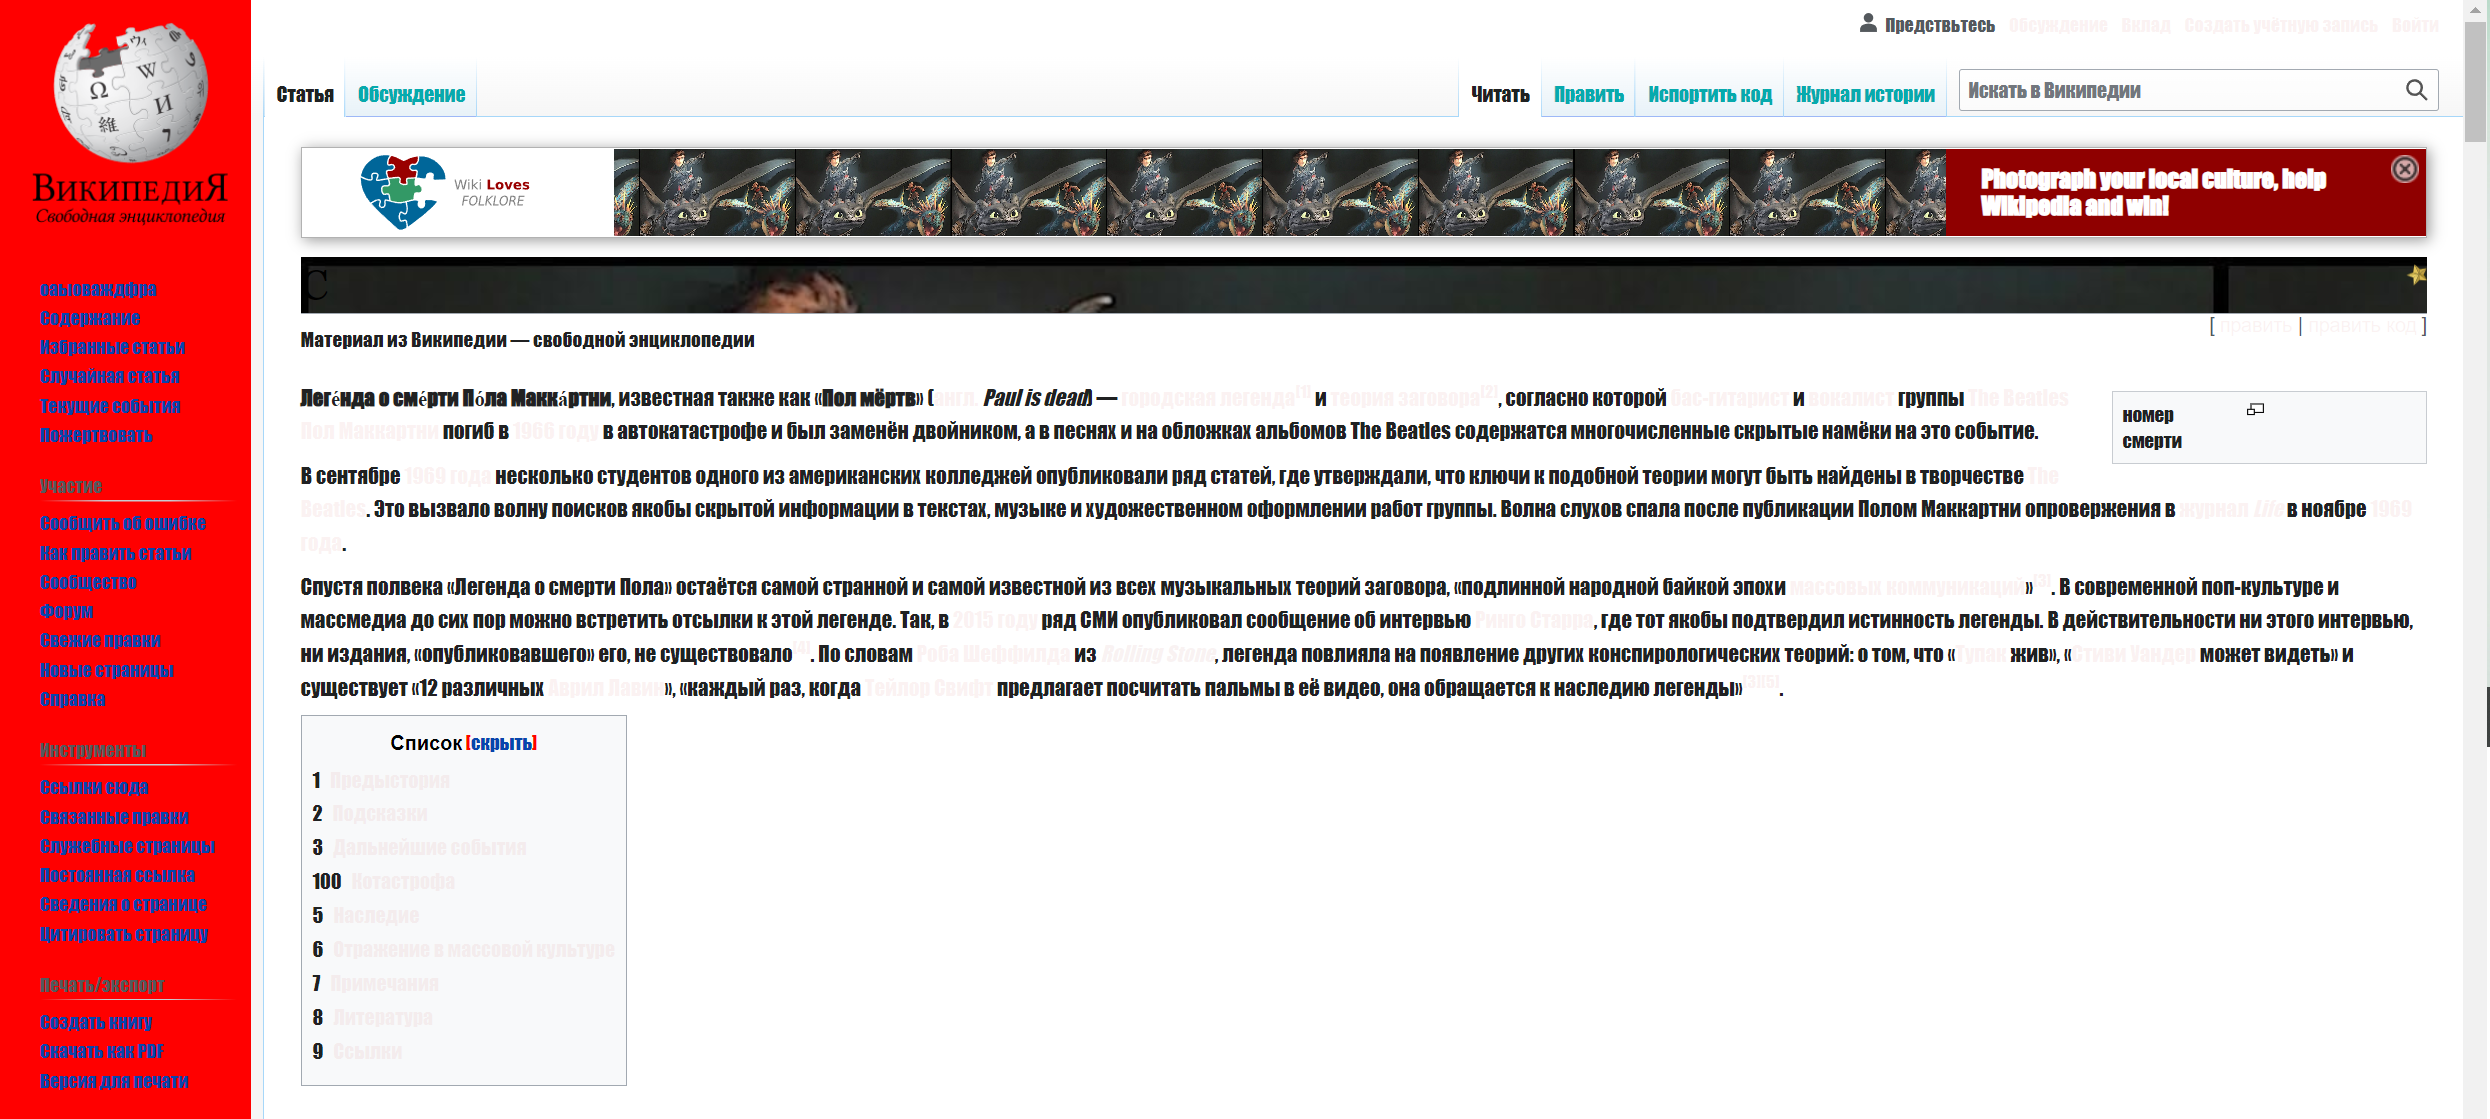 ВикипедиЯ
Свободная энциклопедия
оаыоваждфра
Содержание
Избранные статьи
Случайная статья
Текущие события
Пожертвовать
Участие
Сообщить об ошибке
Как править статьи
Сообщество
Форум
Свежие правки
Новые страницы
Справка
Инструменты
Ссылки сюда
Связанные правки
Служебные страницы
Постоянная ссылка
Сведения о странице
Цитировать страницу
Печать/экспорт
Создать книгу
Скачать как PDF
Версия для печати
Предствьтесь Обсуждение Вклад Создать учётную запись Войти
Статья Обсуждение Читать Править Испортить код Журнал истории Искать в Википедии
Wiki Loves
FOLKLORE
Photograph your local culture, help
Wikipedia and win!
С
[ править | править код ]
Материал из Википедии — свободной энциклопедии
Леге́нда о сме́рти По́ла Макка́ртни, известная также как «Пол мёртв» (англ. Paul is dead) — городская легенда[1] и теория заговора[2], согласно которой бас-гитарист и вокалист группы The Beatles
Пол Маккартни погиб в 1966 году в автокатастрофе и был заменён двойником, а в песнях и на обложках альбомов The Beatles содержатся многочисленные скрытые намёки на это событие.
номер
смерти
В сентябре 1969 года несколько студентов одного из американских колледжей опубликовали ряд статей, где утверждали, что ключи к подобной теории могут быть найдены в творчестве The
Beatles. Это вызвало волну поисков якобы скрытой информации в текстах, музыке и художественном оформлении работ группы. Волна слухов спала после публикации Полом Маккартни опровержения в журнал Life в ноябре 1969
года.
Спустя полвека «Легенда о смерти Пола» остаётся самой странной и самой известной из всех музыкальных теорий заговора, «подлинной народной байкой эпохи массовых коммуникаций»[3]. В современной поп-культуре и
массмедиа до сих пор можно встретить отсылки к этой легенде. Так, в 2015 году ряд СМИ опубликовал сообщение об интервью Ринго Старра, где тот якобы подтвердил истинность легенды. В действительности ни этого интервью,
ни издания, «опубликовавшего» его, не существовало[4]. По словам Роба Шеффилда из Rolling Stone, легенда повлияла на появление других конспирологических теорий: о том, что «Тупак жив», «Стиви Уандер может видеть» и
существует «12 различных Аврил Лавин», «каждый раз, когда Тейлор Свифт предлагает посчитать пальмы в её видео, она обращается к наследию легенды»[3][5].
Список [скрыть]
1 Предыстория
2 Подсказки
3 Дальнейшие события
100 Котастрофа
5 Наследие
6 Отражение в массовой культуре
7 Примечания
8 Литература
9 Ссылки